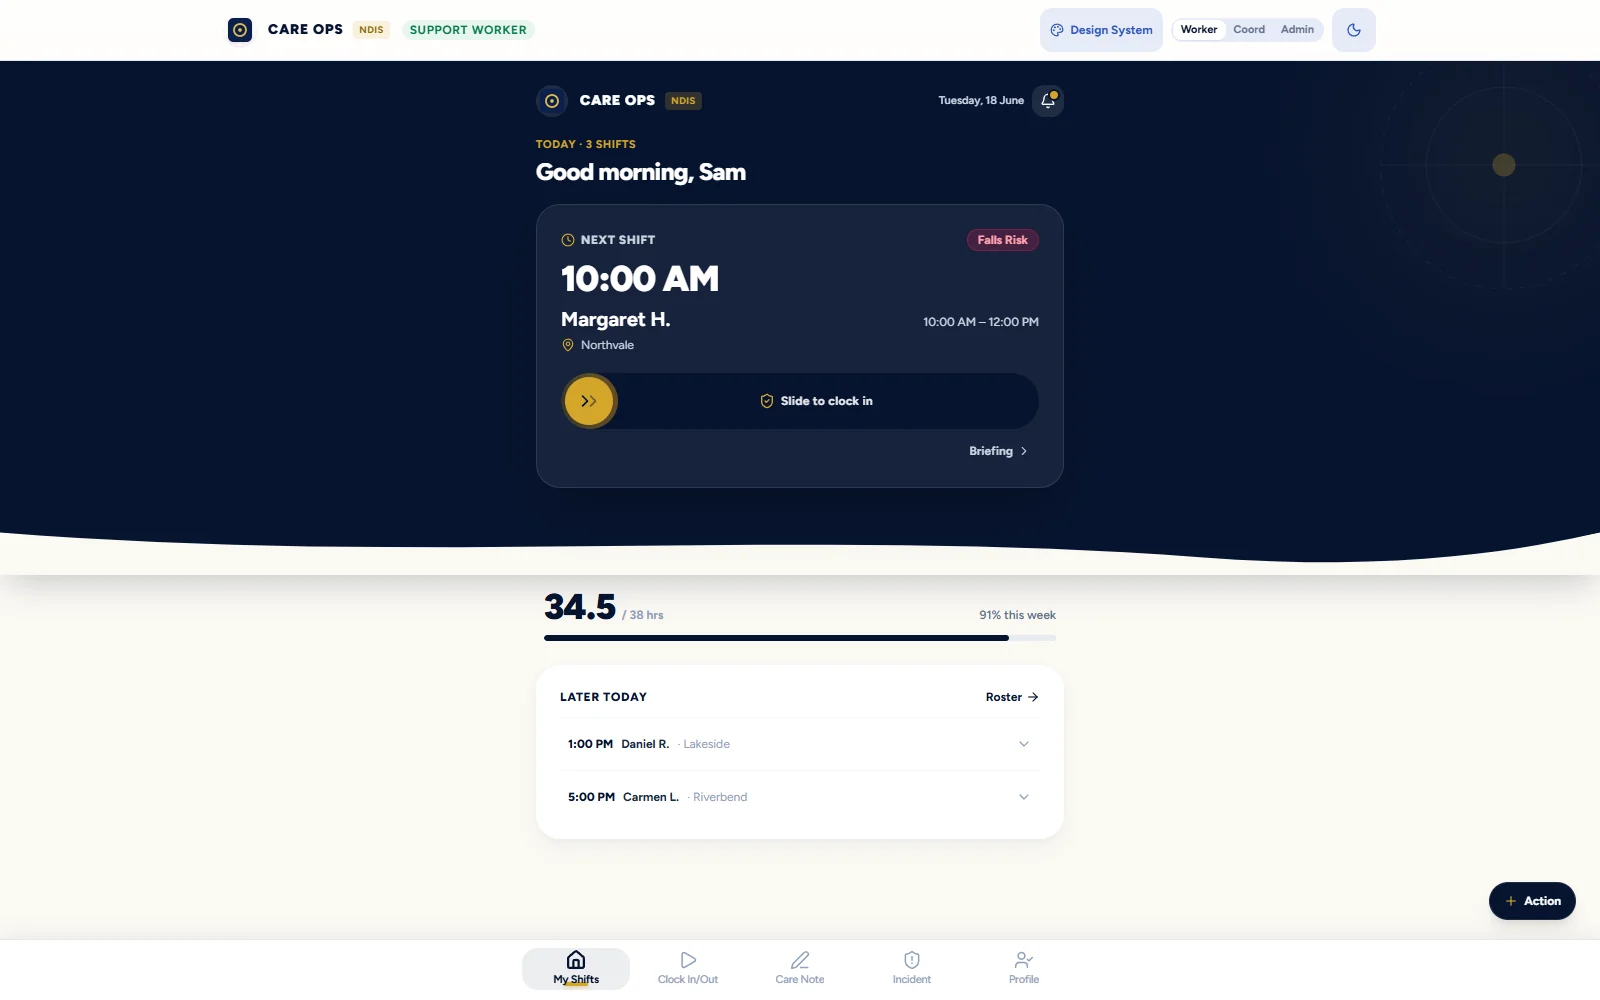 CARE OPS NDIS SUPPORT WORKER Design System Worker Coord Admin
CARE OPS NDIS Tuesday, 18 June
TODAY · 3 SHIFTS
Good morning, Sam
NEXT SHIFT Falls Risk
10:00 AM
Margaret H. 10:00 AM – 12:00 PM
Northvale
Slide to clock in
Briefing
34.5 / 38 hrs 91% this week
LATER TODAY Roster
1:00 PM Daniel R. · Lakeside
5:00 PM Carmen L. · Riverbend
Action
My Shifts Clock In/Out Care Note Incident Profile